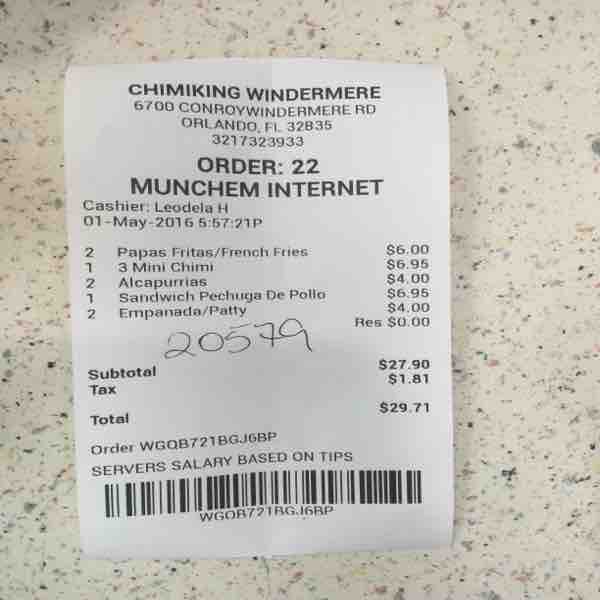 CHIMIKING WINDERMERE
6700 CONROYWINDERMERE RD
ORLANDO, FL 32835
3217323933
ORDER: 22
MUNCHEM INTERNET
Cashier: Leodela H
01-May-2016 5:57:21P
2 Papas Fritas/French Fries $6.00
1 3 Mini Chimi $6.95
2 Alcapurrias $4.00
1 Sandwich Pechuga De Pollo $6.95
2 Empanada/Patty $4.00
Res $0.00
20579
Subtotal $27.90
Tax $1.81
Total $29.71
Order WGQB721BGJ6BP
SERVERS SALARY BASED ON TIPS
WGQB721BGJ6BP